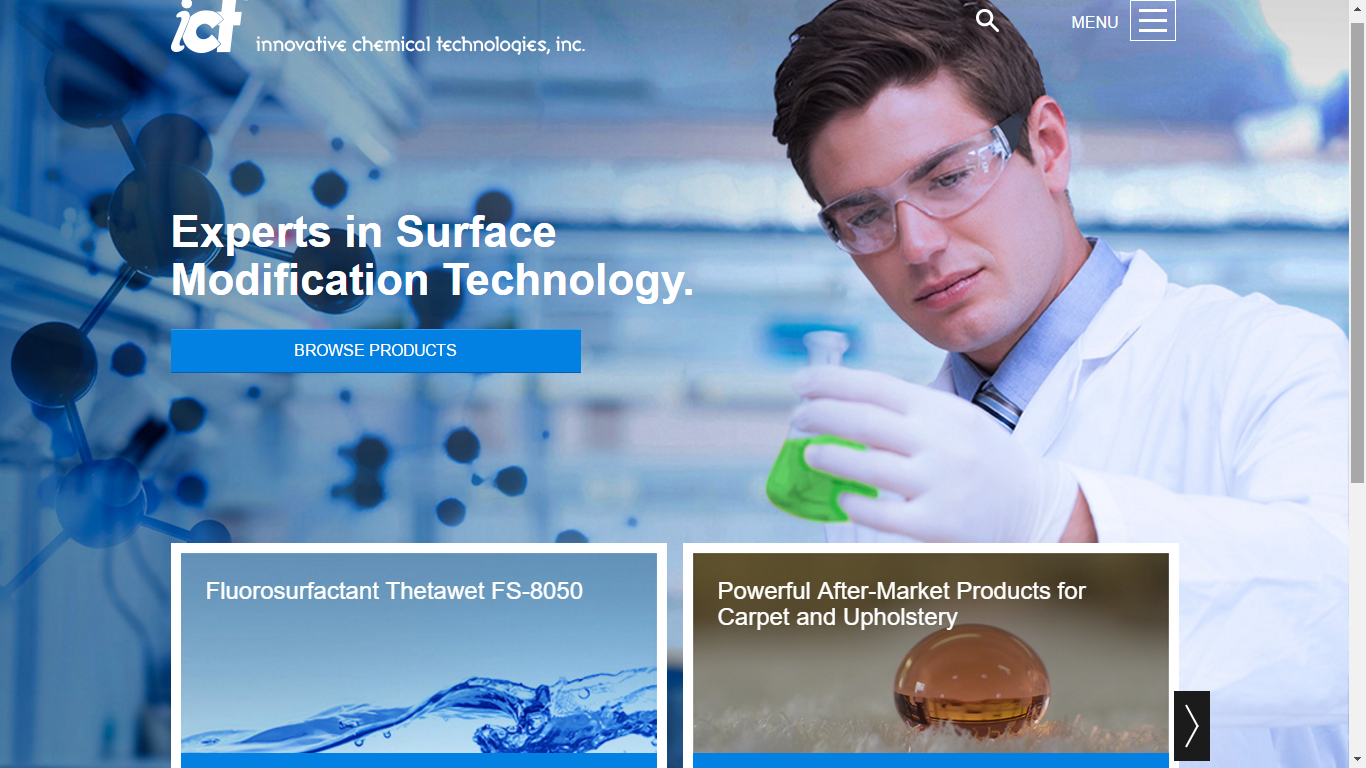 ict
innovative chemical technologies, inc.
MENU
Experts in Surface
Modification Technology.
BROWSE PRODUCTS
Fluorosurfactant Thetawet FS-8050
Powerful After-Market Products for
Carpet and Upholstery